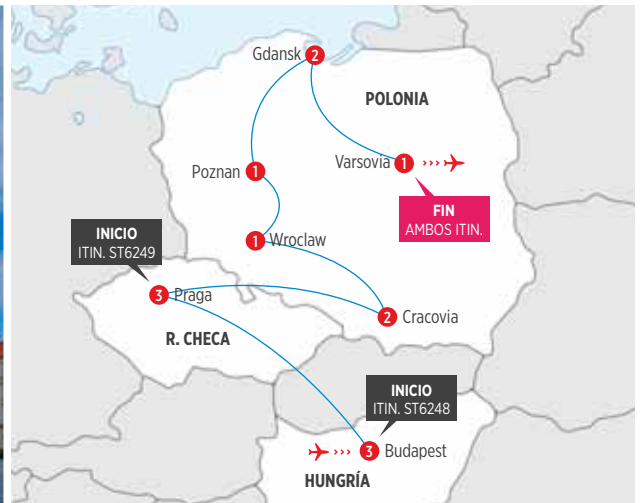 Gdansk 2
POLONIA
Varsovia 1
Poznan 1
FIN
AMBOS ITIN.
INICIO
ITIN. ST6249
1 Wroclaw
3 Praga
2 Cracovia
R. CHECA
INICIO
ITIN. ST6248
3 Budapest
HUNGRÍA